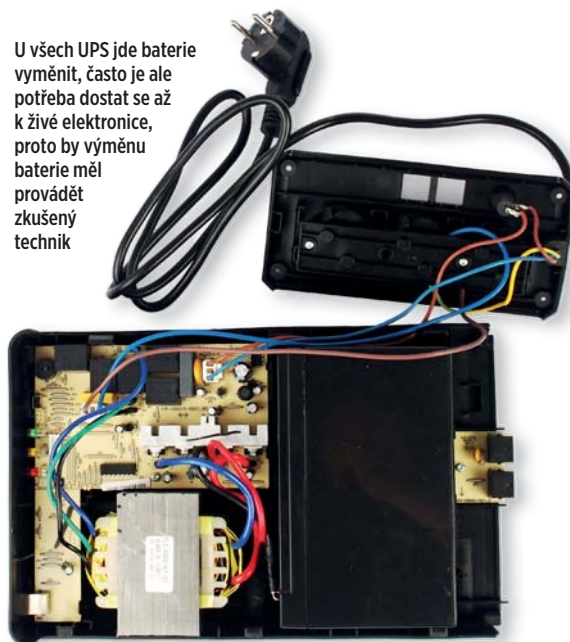 U všech UPS jde baterie
vyměnit, často je ale
potřeba dostat se až
k živé elektronice,
proto by výměnu
baterie měl
provádět
zkušený
technik